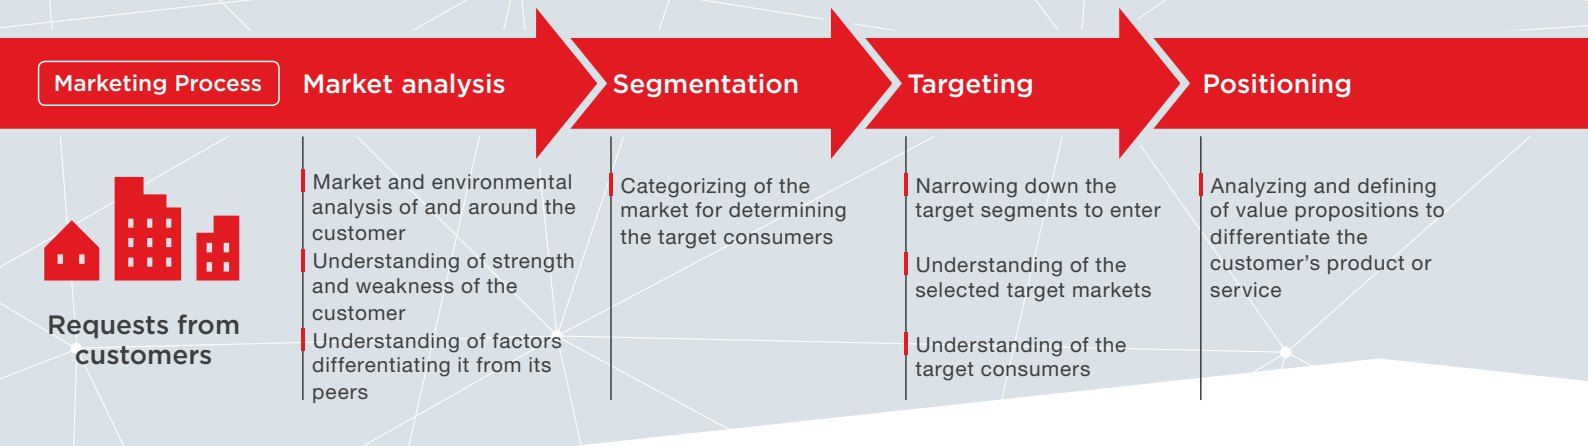 Marketing Process
Market analysis
Segmentation
Targeting
Positioning
Requests from
customers
Market and environmental
analysis of and around the
customer
Understanding of strength
and weakness of the
customer
Understanding of factors
differentiating it from its
peers
Categorizing of the
market for determining
the target consumers
Narrowing down the
target segments to enter
Understanding of the
selected target markets
Understanding of the
target consumers
Analyzing and defining
of value propositions to
differentiate the
customer’s product or
service